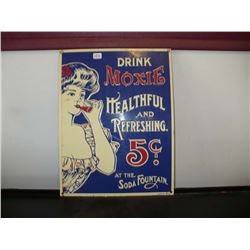 DRINK
MOXIE
HEALTHFUL
AND
REFRESHING.
5¢
AT THE
SODA FOUNTAIN